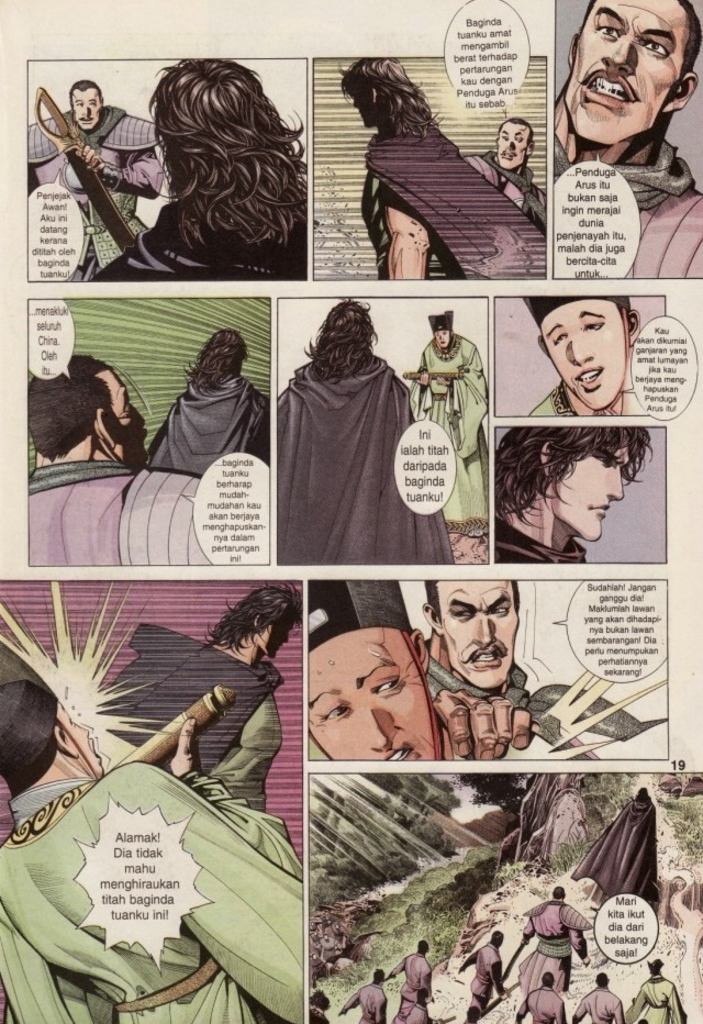 Penjejak
Awan!
Aku ini
datang
kerana
dititah oleh
baginda
tuanku!
Baginda
tuanku amat
mengambil
berat terhadap
pertarungan
kau dengan
Penduga Arus
itu sebab..
...Penduga
Arus itu
bukan saja
ingin merajai
dunia
penjenayah itu,
malah dia juga
bercita-cita
untuk...
...menakluki
seluruh
China.
Oleh
itu...
...baginda
tuanku
berharap
mudah-
mudahan kau
akan berjaya
menghapuskan-
nya dalam
pertarungan
ini!
Ini
ialah titah
daripada
baginda
tuanku!
Kau
akan dikurniai
ganjaran yang
amat lumayan
jika kau
berjaya meng-
hapuskan
Penduga
Arus itu!
Alamak!
Dia tidak
mahu
menghiraukan
titah baginda
tuanku ini!
Sudahlah! Jangan
ganggu dia!
Maklumlah lawan
yang akan dihadapi-
nya bukan lawan
sembarangan! Dia
perlu menumpukan
perhatiannya
sekarang!
19
Mari
kita ikut
dia dari
belakang
saja!